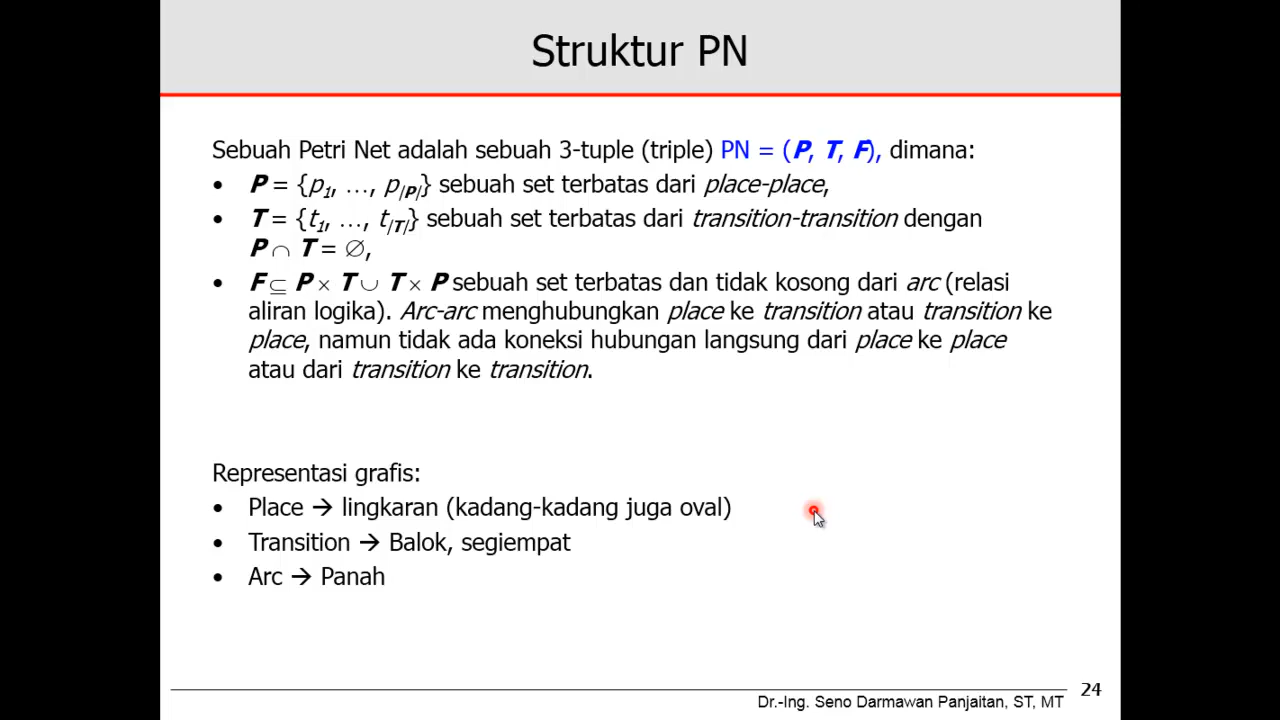 Struktur PN
Sebuah Petri Net adalah sebuah 3-tuple (triple) PN = (P, T, F), dimana:
• P = {p1, …, p|P|} sebuah set terbatas dari place-place,
• T = {t1, …, t|T|} sebuah set terbatas dari transition-transition dengan
P ∩ T = ∅,
• F ⊆ P × T ∪ T × P sebuah set terbatas dan tidak kosong dari arc (relasi
aliran logika). Arc-arc menghubungkan place ke transition atau transition ke
place, namun tidak ada koneksi hubungan langsung dari place ke place
atau dari transition ke transition.
Representasi grafis:
• Place → lingkaran (kadang-kadang juga oval)
• Transition → Balok, segiempat
• Arc → Panah
24
Dr.-Ing. Seno Darmawan Panjaitan, ST, MT